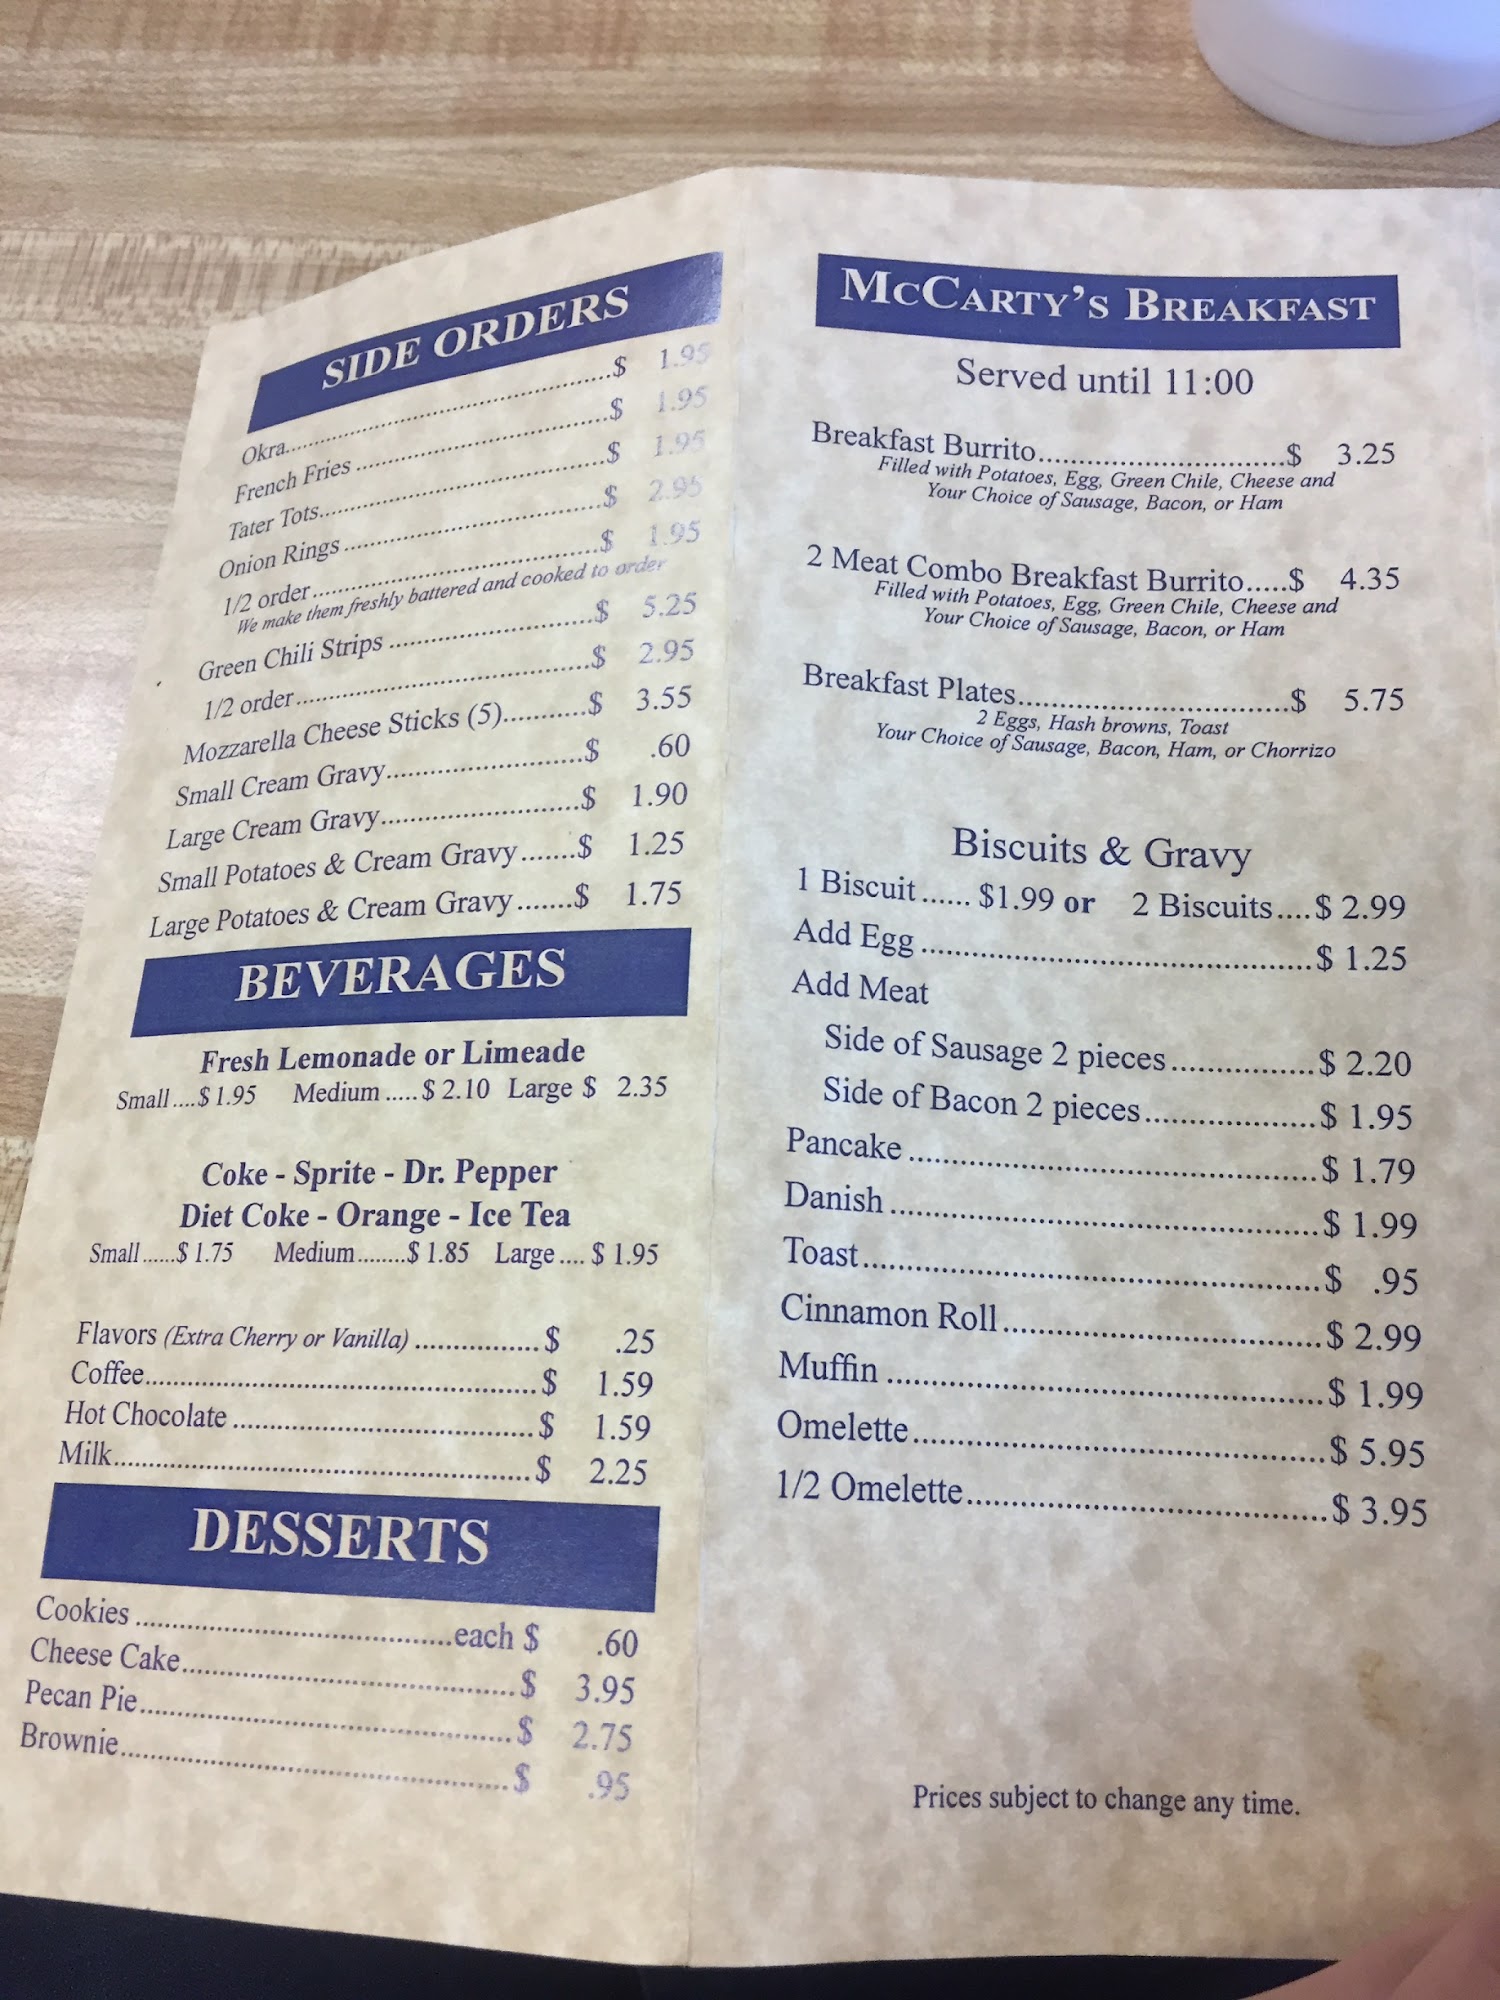 SIDE ORDERS
Okra....................$ 1.95
French Fries ....................$ 1.95
Tater Tots....................$ 1.95
Onion Rings ....................$ 2.95
1/2 order ....................$ 1.95
We make them freshly battered and cooked to order
Green Chili Strips ....................$ 5.25
1/2 order ....................$ 2.95
Mozzarella Cheese Sticks (5)...........$ 3.55
Small Cream Gravy....................$ .60
Large Cream Gravy....................$ 1.90
Small Potatoes & Cream Gravy .......$ 1.25
Large Potatoes & Cream Gravy .......$ 1.75
BEVERAGES
Fresh Lemonade or Limeade
Small ....$ 1.95 Medium .....$ 2.10 Large $ 2.35
Coke - Sprite - Dr. Pepper
Diet Coke - Orange - Ice Tea
Small ......$ 1.75 Medium........$ 1.85 Large .... $ 1.95
Flavors (Extra Cherry or Vanilla) ................$ .25
Coffee....................$ 1.59
Hot Chocolate ....................$ 1.59
Milk....................$ 2.25
DESSERTS
Cookies ....................each $ .60
Cheese Cake....................$ 3.95
Pecan Pie....................$ 2.75
Brownie....................$ .95
MCCARTY'S BREAKFAST
Served until 11:00
Breakfast Burrito....................$ 3.25
Filled with Potatoes, Egg, Green Chile, Cheese and
Your Choice of Sausage, Bacon, or Ham
2 Meat Combo Breakfast Burrito.....$ 4.35
Filled with Potatoes, Egg, Green Chile, Cheese and
Your Choice of Sausage, Bacon, or Ham
Breakfast Plates....................$ 5.75
2 Eggs, Hash browns, Toast
Your Choice of Sausage, Bacon, Ham, or Chorrizo
Biscuits & Gravy
1 Biscuit ...... $1.99 or 2 Biscuits....$ 2.99
Add Egg ....................$ 1.25
Add Meat
Side of Sausage 2 pieces................$ 2.20
Side of Bacon 2 pieces...................$ 1.95
Pancake ....................$ 1.79
Danish ....................$ 1.99
Toast....................$ .95
Cinnamon Roll....................$ 2.99
Muffin ....................$ 1.99
Omelette....................$ 5.95
1/2 Omelette....................$ 3.95
Prices subject to change any time.